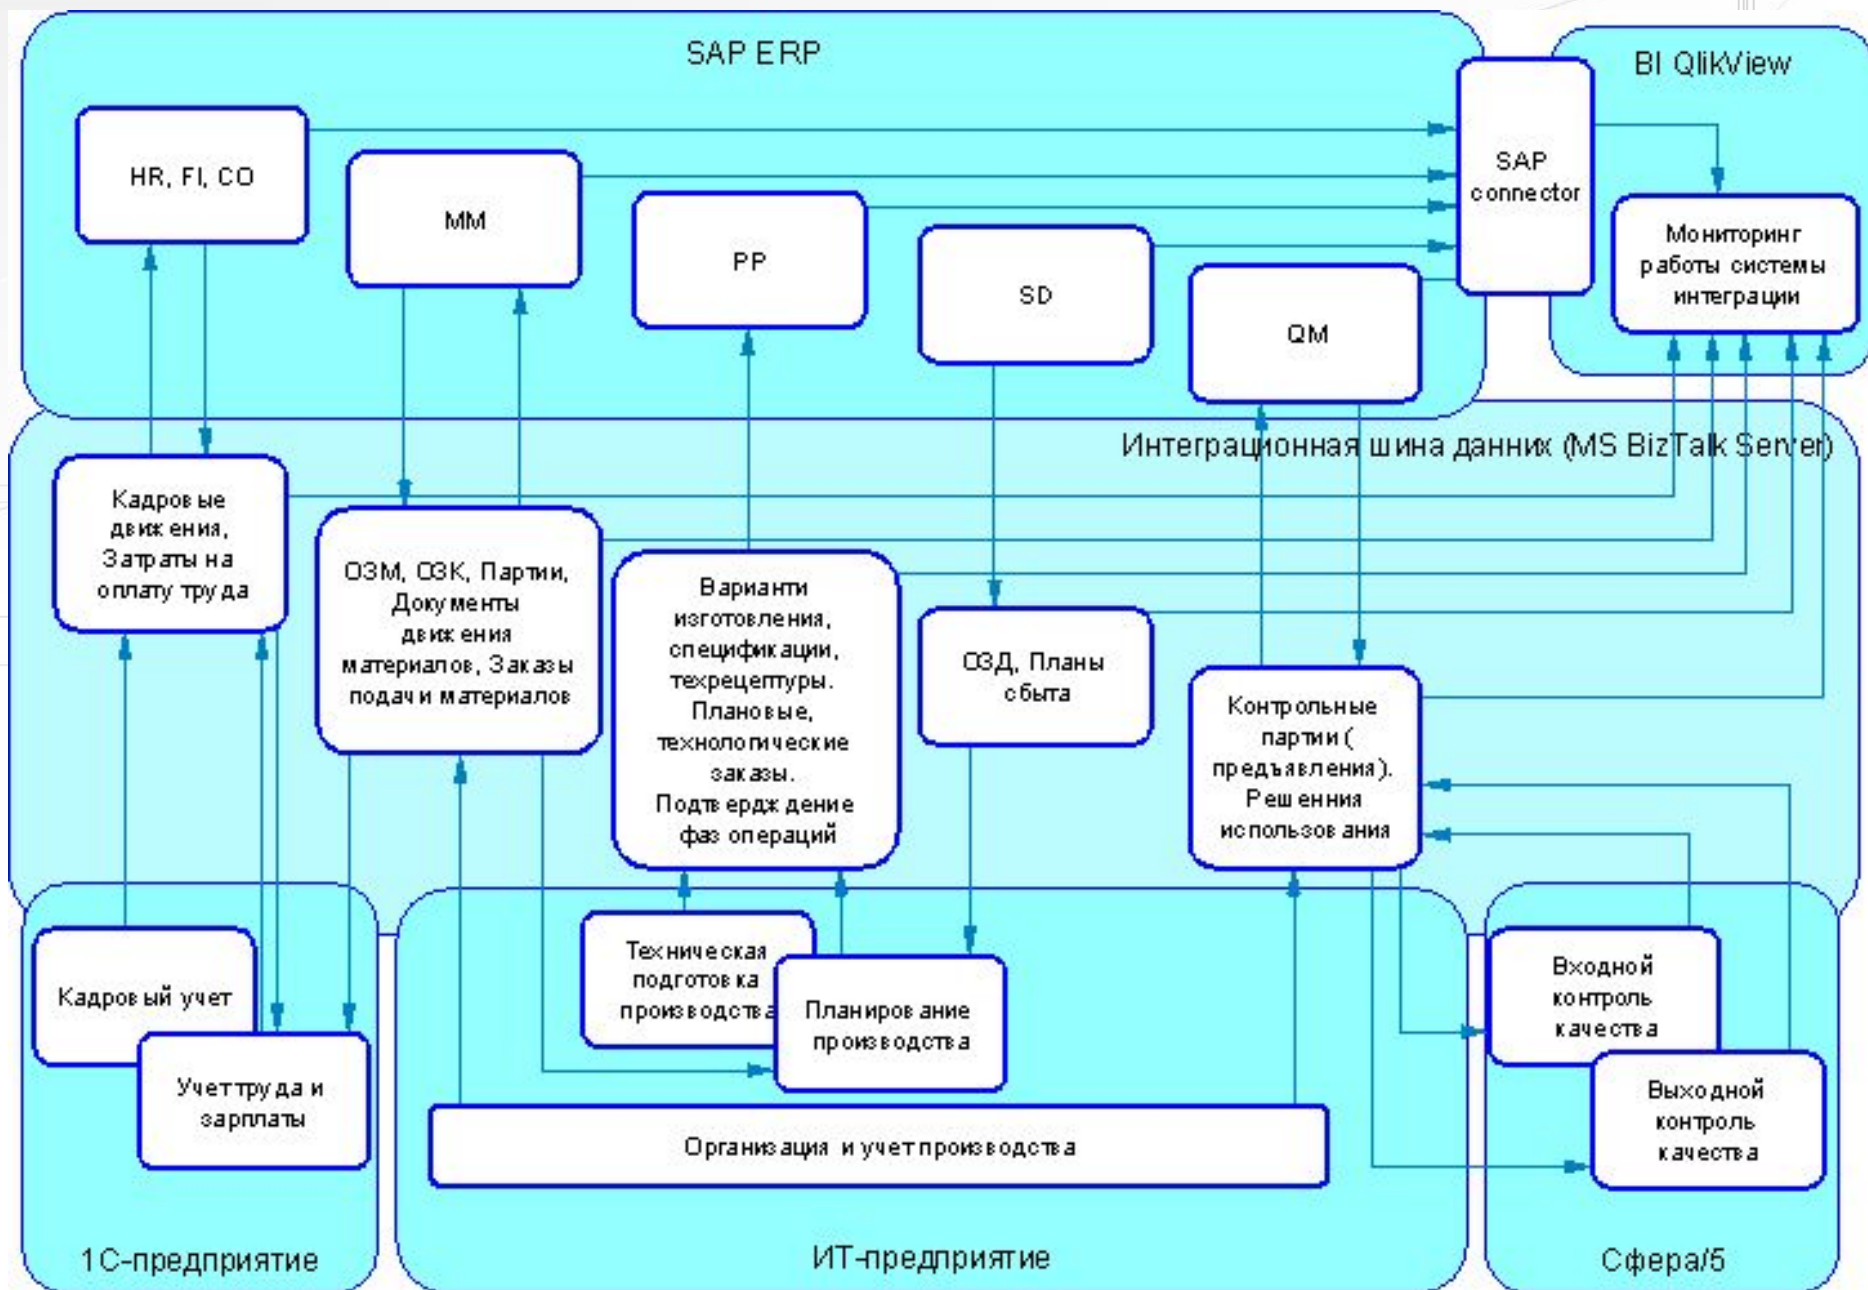 SAP ERP
BI QlikView
HR, FI, CO
MM
PP
SD
QM
SAP
connector
Мониторинг
работы системы
интеграции
Интеграционная шина данних (MS BizTalk Server)
Кадровые
движения,
Затраты на
оплату труда
ОЗМ, ОЗК, Партии,
Документы
движения
материалов, Заказы
подачи материалов
Варианти
изготовления,
спецификации,
техрецептуры.
Плановые,
технологические
заказы.
Подтверждение
фаз операций
ОЗД, Планы
сбыта
Контрольные
партии (
предъявления).
Решенния
использования
Кадровый учет
Учет труда и
зарплаты
Техническая
подготовка
производства
Планирование
производства
Организация и учет производства
Входной
контроль
качества
Выходной
контроль
качества
1С-предприятие
ИТ-предприятие
Сфера/5